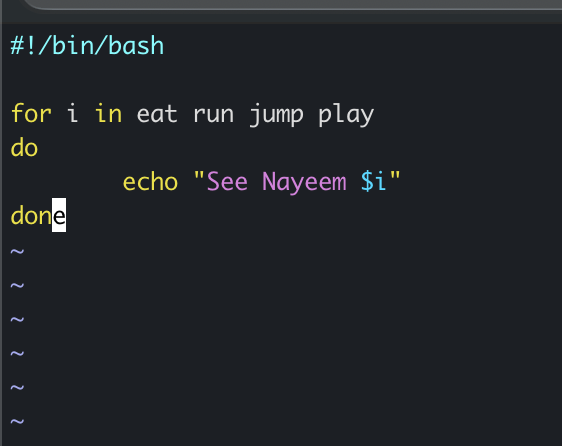 #!/bin/bash

for i in eat run jump play
do
        echo "See Nayeem $i"
done
~
~
~
~
~
~